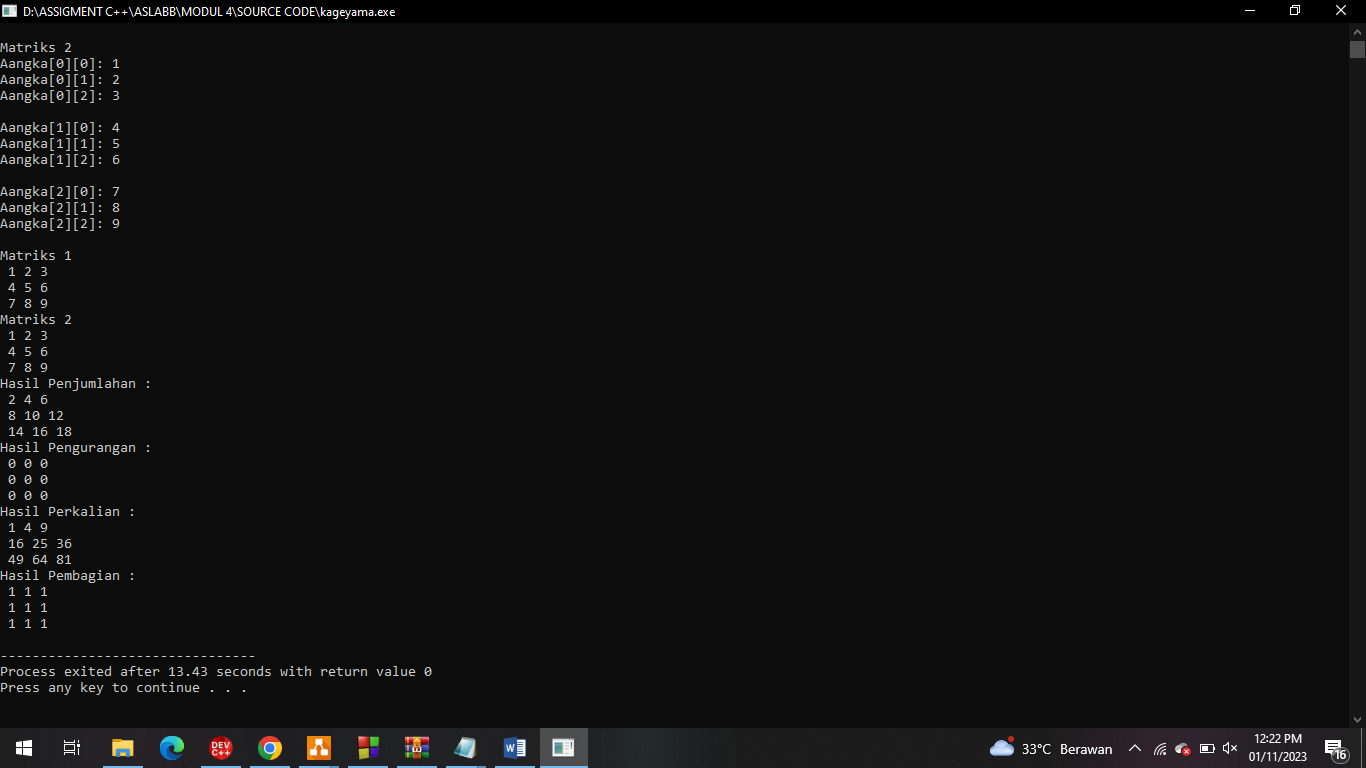 D:\ASSIGMENT C++\ASLABB\MODUL 4\SOURCE CODE\kageyama.exe
Matriks 2
Aangka[0][0]: 1
Aangka[0][1]: 2
Aangka[0][2]: 3
Aangka[1][0]: 4
Aangka[1][1]: 5
Aangka[1][2]: 6
Aangka[2][0]: 7
Aangka[2][1]: 8
Aangka[2][2]: 9
Matriks 1
1 2 3
4 5 6
7 8 9
Matriks 2
1 2 3
4 5 6
7 8 9
Hasil Penjumlahan :
2 4 6
8 10 12
14 16 18
Hasil Pengurangan :
0 0 0
0 0 0
0 0 0
Hasil Perkalian :
1 4 9
16 25 36
49 64 81
Hasil Pembagian :
1 1 1
1 1 1
1 1 1
--------------------------------
Process exited after 13.43 seconds with return value 0
Press any key to continue . . .
DEV C++
W
33°C Berawan
12:22 PM
01/11/2023
16